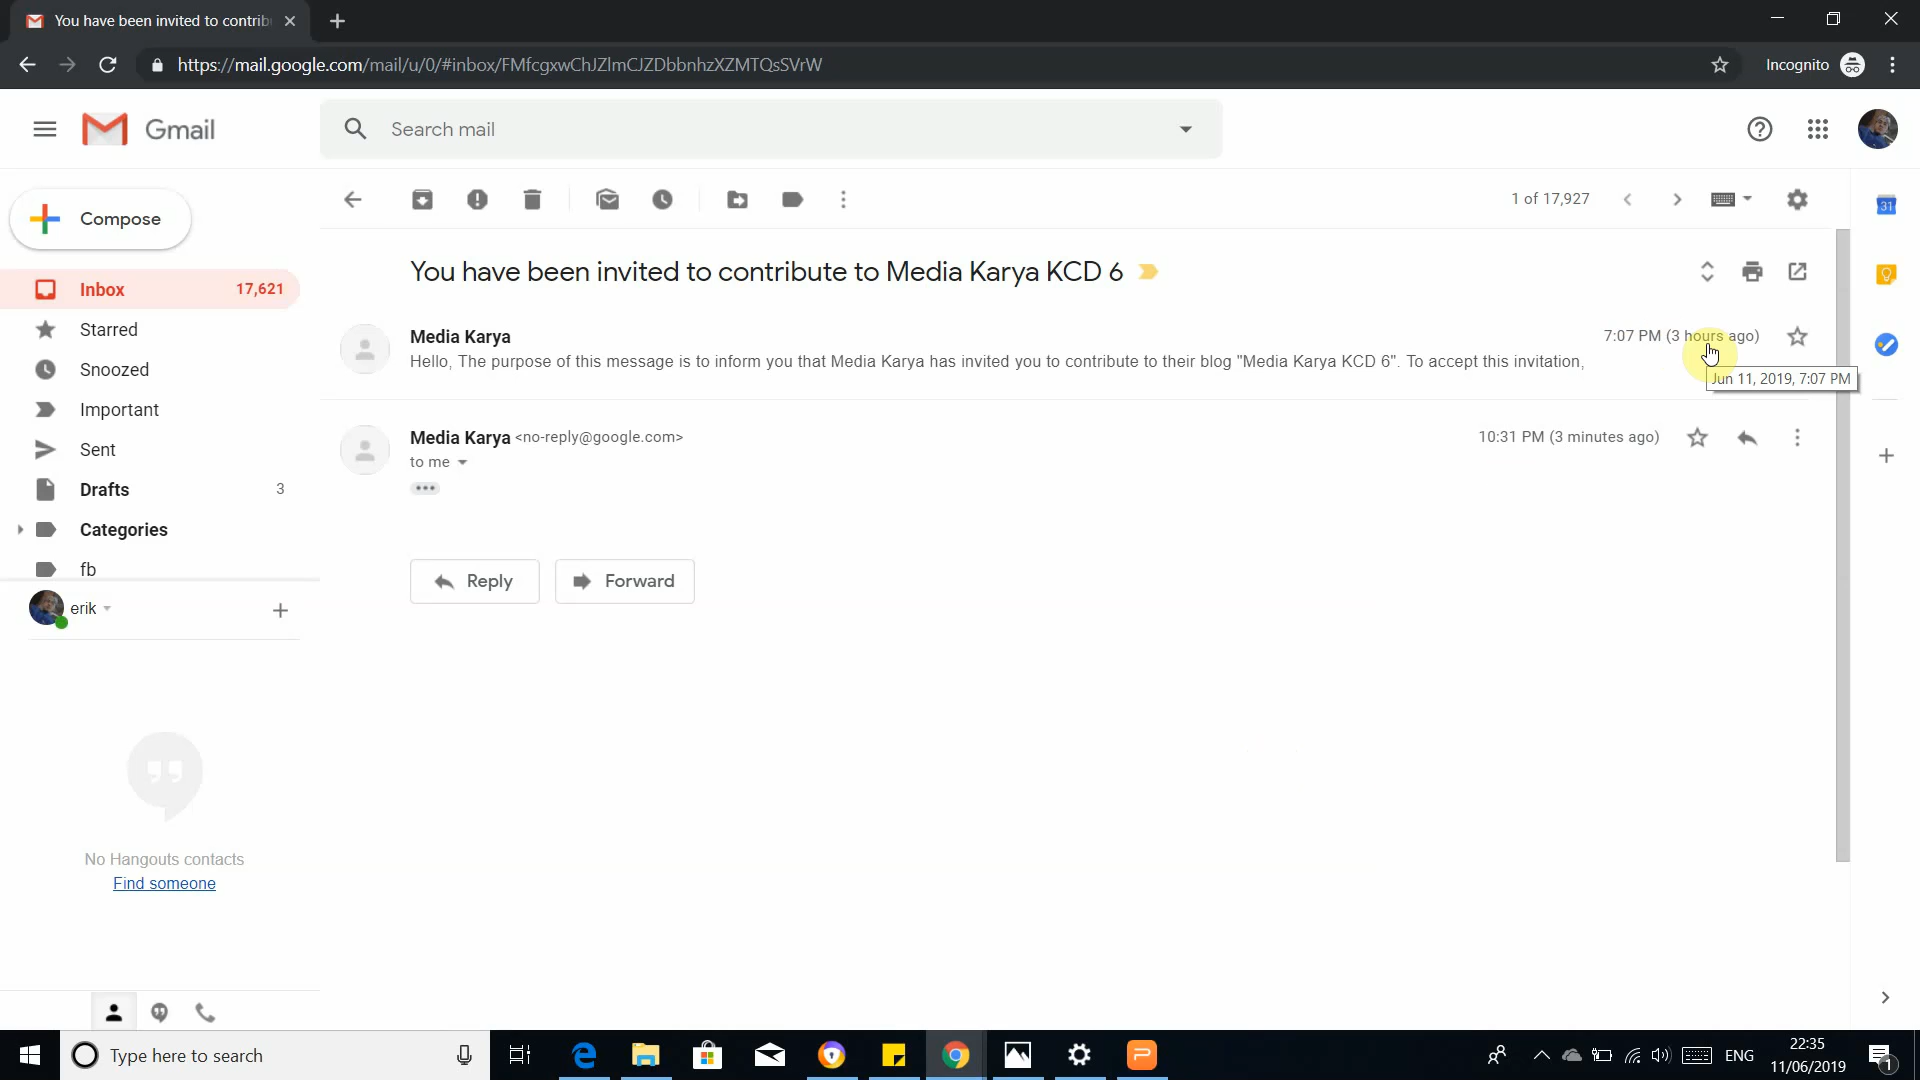 You have been invited to contrib
https://mail.google.com/mail/u/0/#inbox/FMfcgxwChJZlmCJZDbbnhzXZMTQsSVrW
Incognito
Gmail
Search mail
Compose
1 of 17,927
31
Inbox 17,621
Starred
Snoozed
Important
Sent
Drafts 3
Categories
fb
erik
No Hangouts contacts
Find someone
You have been invited to contribute to Media Karya KCD 6
Media Karya 7:07 PM (3 hours ago)
Hello, The purpose of this message is to inform you that Media Karya has invited you to contribute to their blog "Media Karya KCD 6". To accept this invitation,
Jun 11, 2019, 7:07 PM
Media Karya <no-reply@google.com> 10:31 PM (3 minutes ago)
to me
Reply
Forward
Type here to search
ENG
22:35
11/06/2019
1